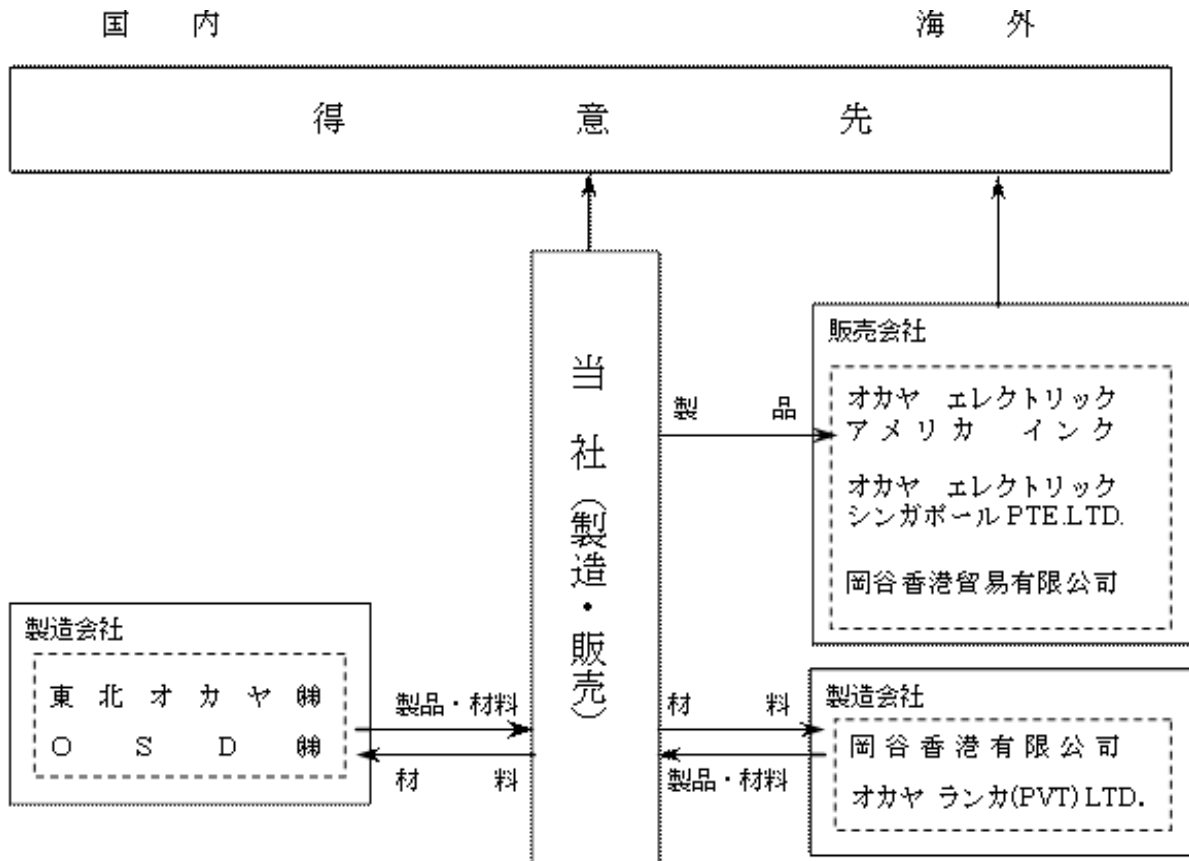 国 内
海 外
得 意 先
当社(製造・販売)
販売会社
オカヤ エレクトリック
アメリカ インク
オカヤ エレクトリック
シンガポール PTE.LTD.
岡谷香港貿易有限公司
製 品
製造会社
東北オカヤ㈱
OSD㈱
製品・材料
材 料
材 料
製品・材料
製造会社
岡谷香港有限公司
オカヤ ランカ(PVT) LTD.